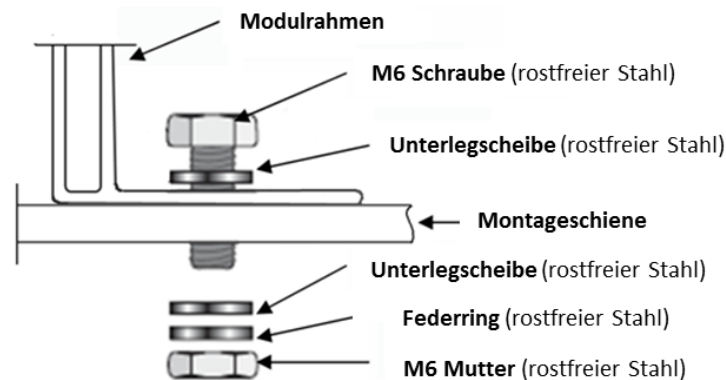 Modulrahmen
M6 Schraube (rostfreier Stahl)
Unterlegscheibe (rostfreier Stahl)
Montageschiene
Unterlegscheibe (rostfreier Stahl)
Federring (rostfreier Stahl)
M6 Mutter (rostfreier Stahl)